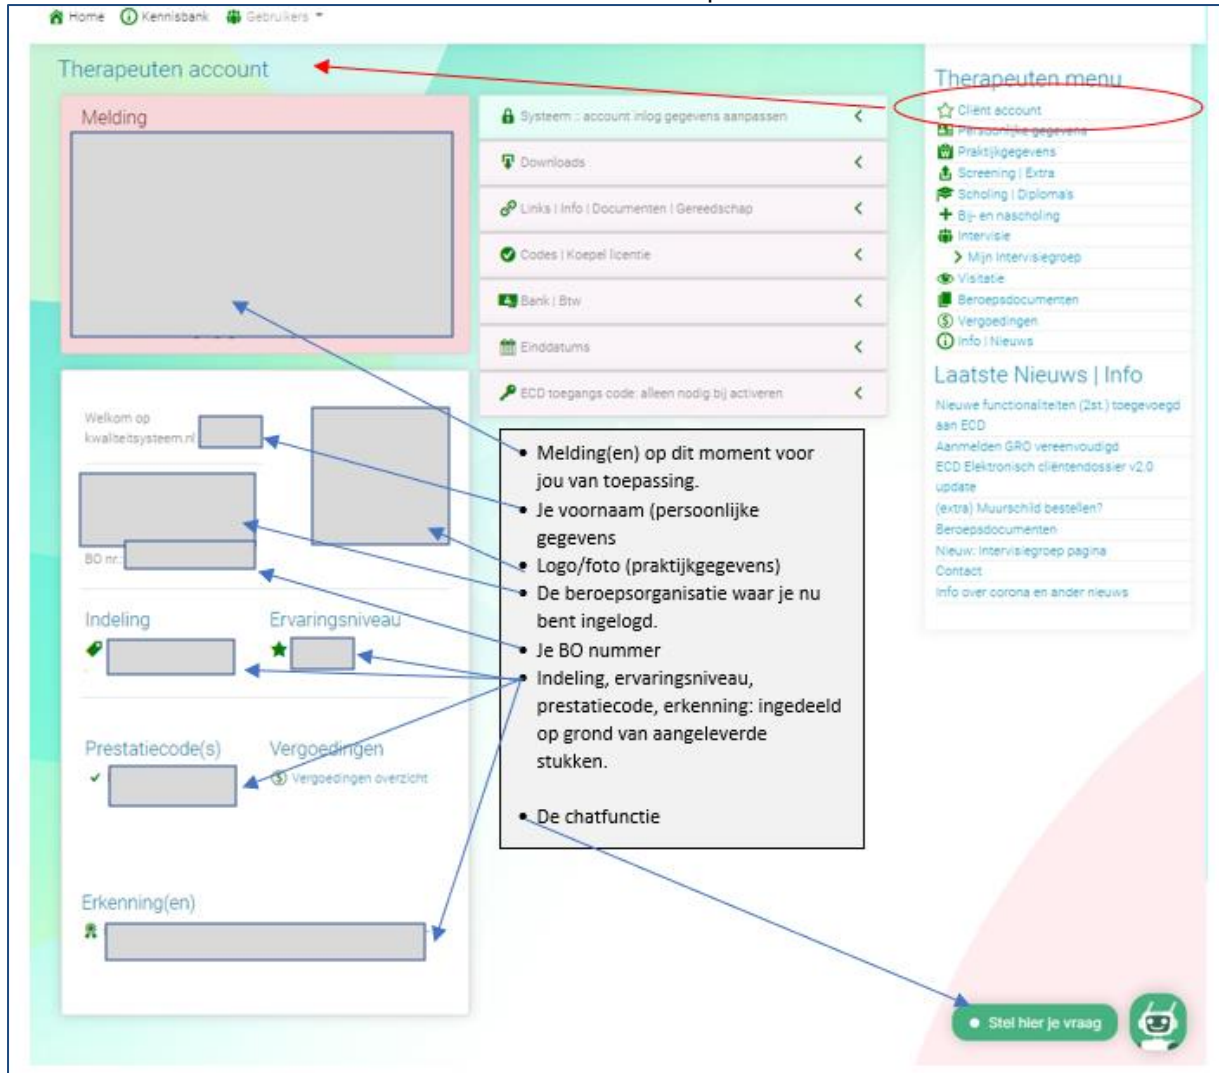 Home Kennisbank Gebruikers
Therapeuten account
Melding
Welkom op
kwaliteitsysteem.nl
BO nr.:
Indeling Ervaringsniveau
Prestatiecode(s) Vergoedingen
Vergoedingen overzicht
Erkenning(en)
Systeem :: account inlog gegevens aanpassen
Downloads
Links | Info | Documenten | Gereedschap
Codes | Koepel licentie
Bank | Btw
Einddatums
ECD toegangs code: alleen nodig bij activeren
• Melding(en) op dit moment voor
jou van toepassing.
• Je voornaam (persoonlijke
gegevens
• Logo/foto (praktijkgegevens)
• De beroepsorganisatie waar je nu
bent ingelogd.
• Je BO nummer
• Indeling, ervaringsniveau,
prestatiecode, erkenning: ingedeeld
op grond van aangeleverde
stukken.
• De chatfunctie
Therapeuten menu
Cliënt account
Persoonlijke gegevens
Praktijkgegevens
Screening | Extra
Scholing | Diploma's
Bij- en nascholing
Intervisie
Mijn Intervisiegroep
Visitatie
Beroepsdocumenten
Vergoedingen
Info | Nieuws
Laatste Nieuws | Info
Nieuwe functionaliteiten (2st.) toegevoegd
aan ECD
Aanmelden GRO vereenvoudigd
ECD Elektronisch cliëntendossier v2.0
update
(extra) Muurschild bestellen?
Beroepsdocumenten
Nieuw: Intervisiegroep pagina
Contact
Info over corona en ander nieuws
Stel hier je vraag